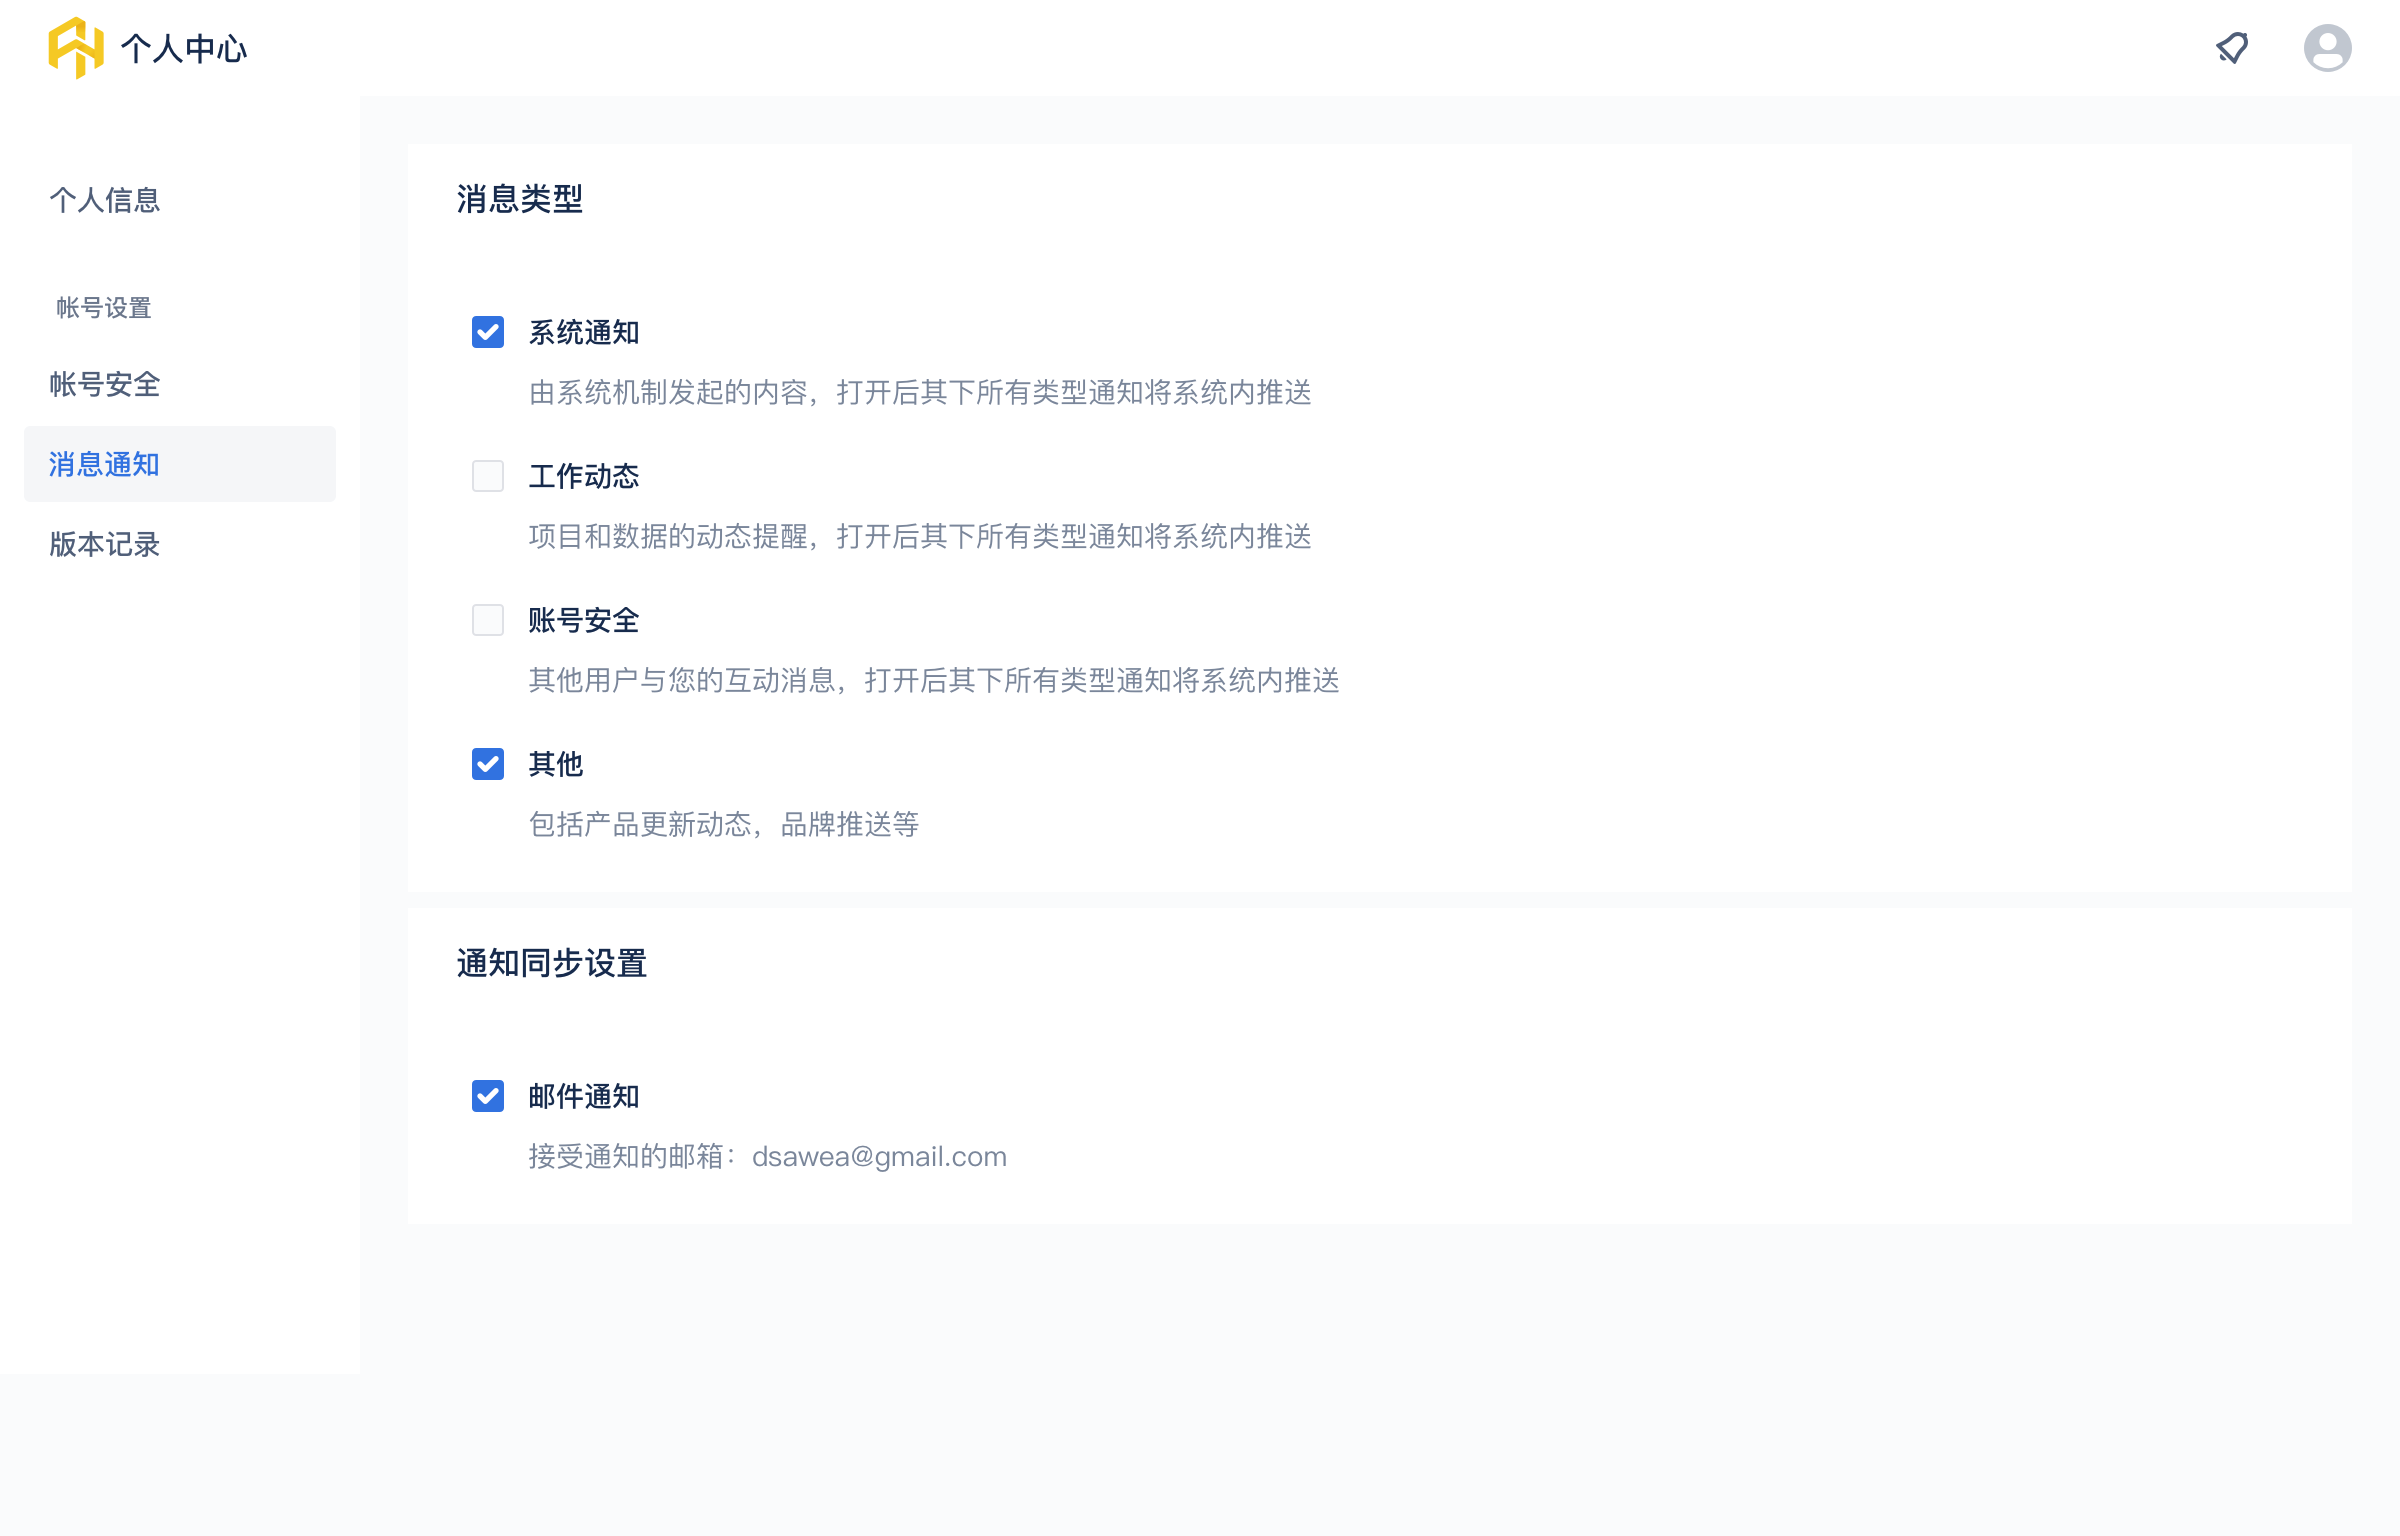 个人中心
个人信息
帐号设置
帐号安全
消息通知
版本记录
消息类型
系统通知
由系统机制发起的内容，打开后其下所有类型通知将系统内推送
工作动态
项目和数据的动态提醒，打开后其下所有类型通知将系统内推送
账号安全
其他用户与您的互动消息，打开后其下所有类型通知将系统内推送
其他
包括产品更新动态，品牌推送等
通知同步设置
邮件通知
接受通知的邮箱：dsawea@gmail.com